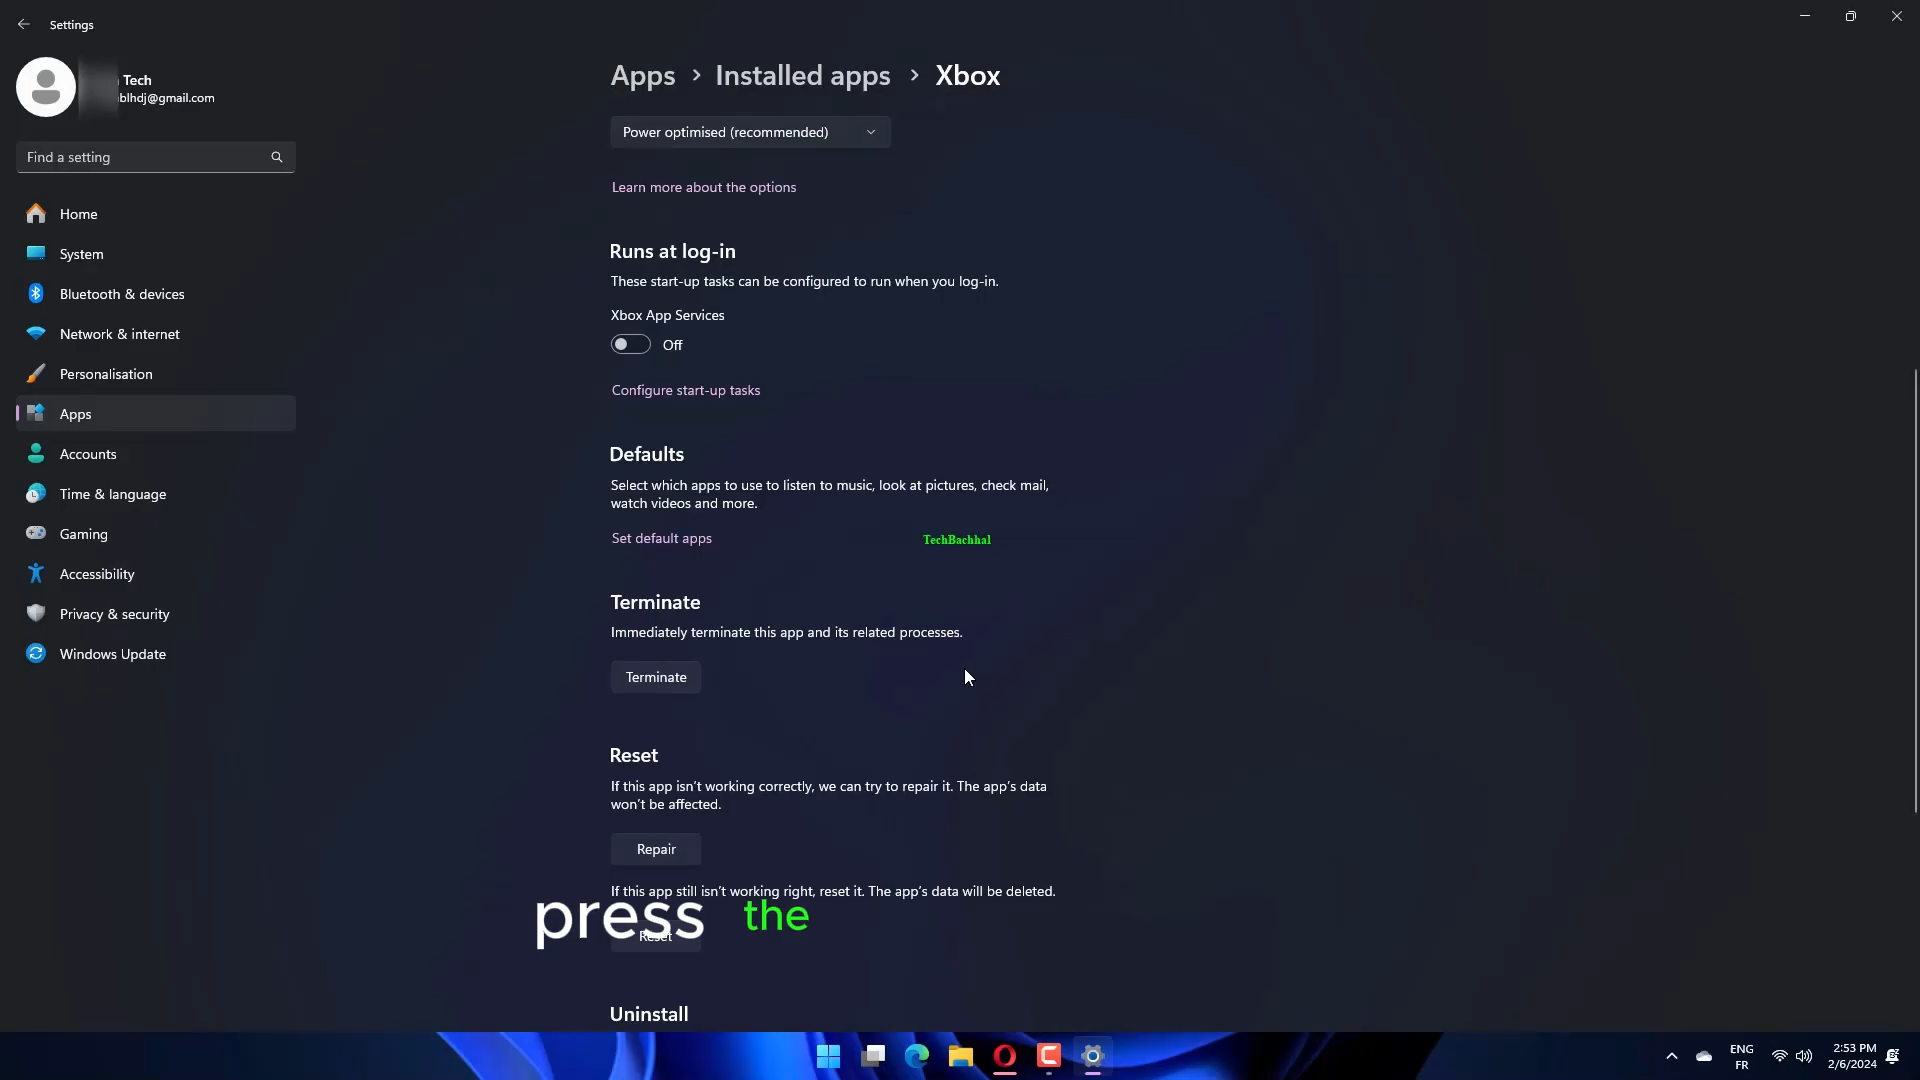 Settings
Tech
blhdj@gmail.com
Find a setting
Home
System
Bluetooth & devices
Network & internet
Personalisation
Apps
Accounts
Time & language
Gaming
Accessibility
Privacy & security
Windows Update
Apps > Installed apps > Xbox
Power optimised (recommended)
Learn more about the options
Runs at log-in
These start-up tasks can be configured to run when you log-in.
Xbox App Services
Off
Configure start-up tasks
Defaults
Select which apps to use to listen to music, look at pictures, check mail,
watch videos and more.
Set default apps
TechBachhal
Terminate
Immediately terminate this app and its related processes.
Terminate
Reset
If this app isn't working correctly, we can try to repair it. The app's data
won't be affected.
Repair
If this app still isn't working right, reset it. The app's data will be deleted.
press the
Reset
Uninstall
ENG
FR
2:53 PM
2/6/2024